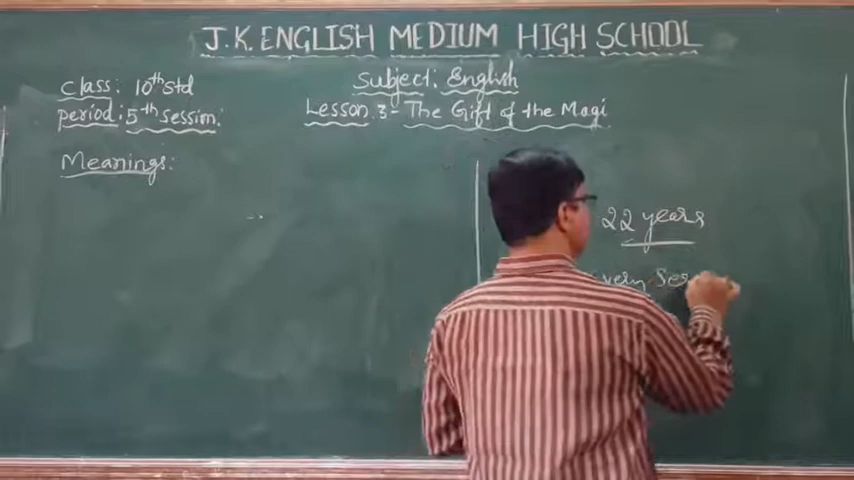 J.K ENGLISH MEDIUM HIGH SCHOOL
Class: 10th std
Subject: English
period: 5th Session:
Lesson 3- The Gift of the Magi
Meanings:
22 years
very